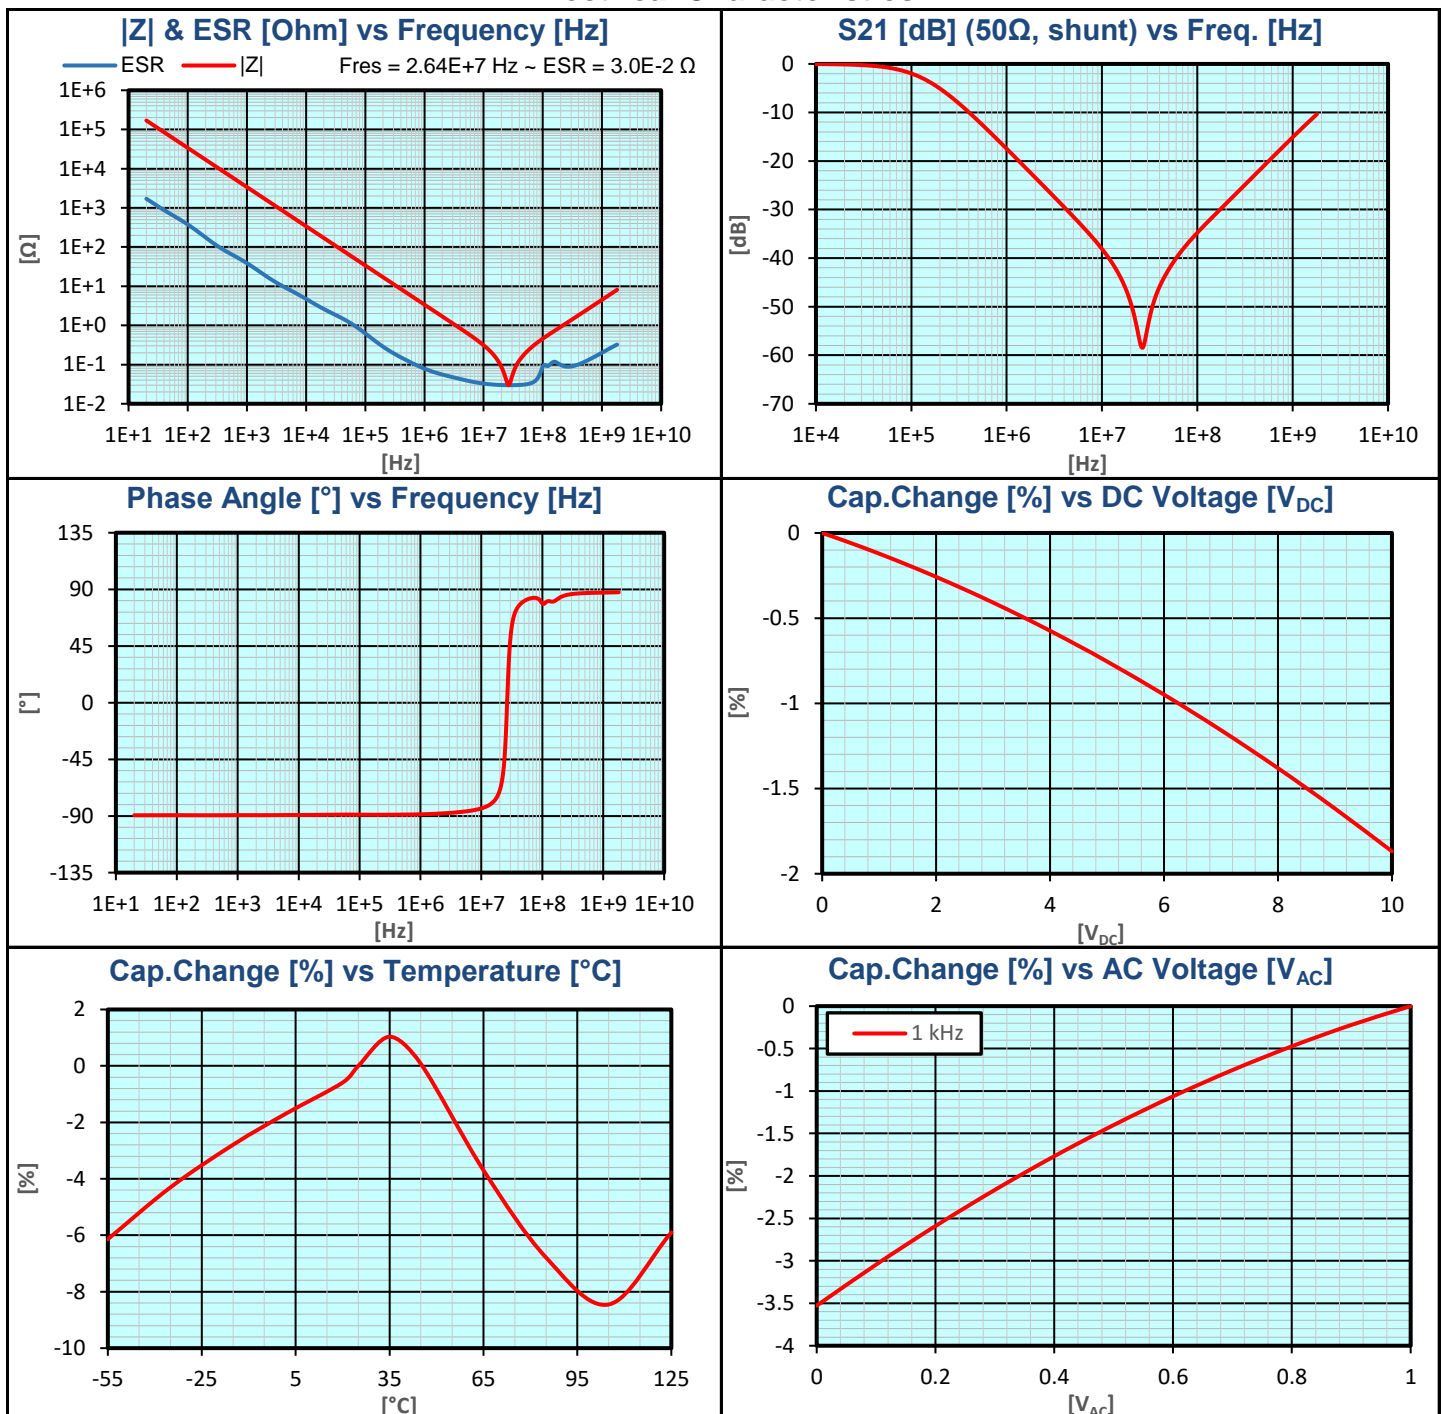 |Z| & ESR [Ohm] vs Frequency [Hz]
ESR |Z| Fres = 2.64E+7 Hz ~ ESR = 3.0E-2 Ω
1E+6
1E+5
1E+4
1E+3
1E+2
1E+1
1E+0
1E-1
1E-2
[Ω]
1E+1 1E+2 1E+3 1E+4 1E+5 1E+6 1E+7 1E+8 1E+9 1E+10
[Hz]
S21 [dB] (50Ω, shunt) vs Freq. [Hz]
0
-10
-20
-30
-40
-50
-60
-70
[dB]
1E+4 1E+5 1E+6 1E+7 1E+8 1E+9 1E+10
[Hz]
Phase Angle [°] vs Frequency [Hz]
135
90
45
0
-45
-90
-135
[°]
1E+1 1E+2 1E+3 1E+4 1E+5 1E+6 1E+7 1E+8 1E+9 1E+10
[Hz]
Cap.Change [%] vs DC Voltage [VDC]
0
-0.5
-1
-1.5
-2
[%]
0 2 4 6 8 10
[VDC]
Cap.Change [%] vs Temperature [°C]
2
0
-2
-4
-6
-8
-10
[%]
-55 -25 5 35 65 95 125
[°C]
Cap.Change [%] vs AC Voltage [VAC]
1 kHz
0
-0.5
-1
-1.5
-2
-2.5
-3
-3.5
-4
[%]
0 0.2 0.4 0.6 0.8 1
[VAC]